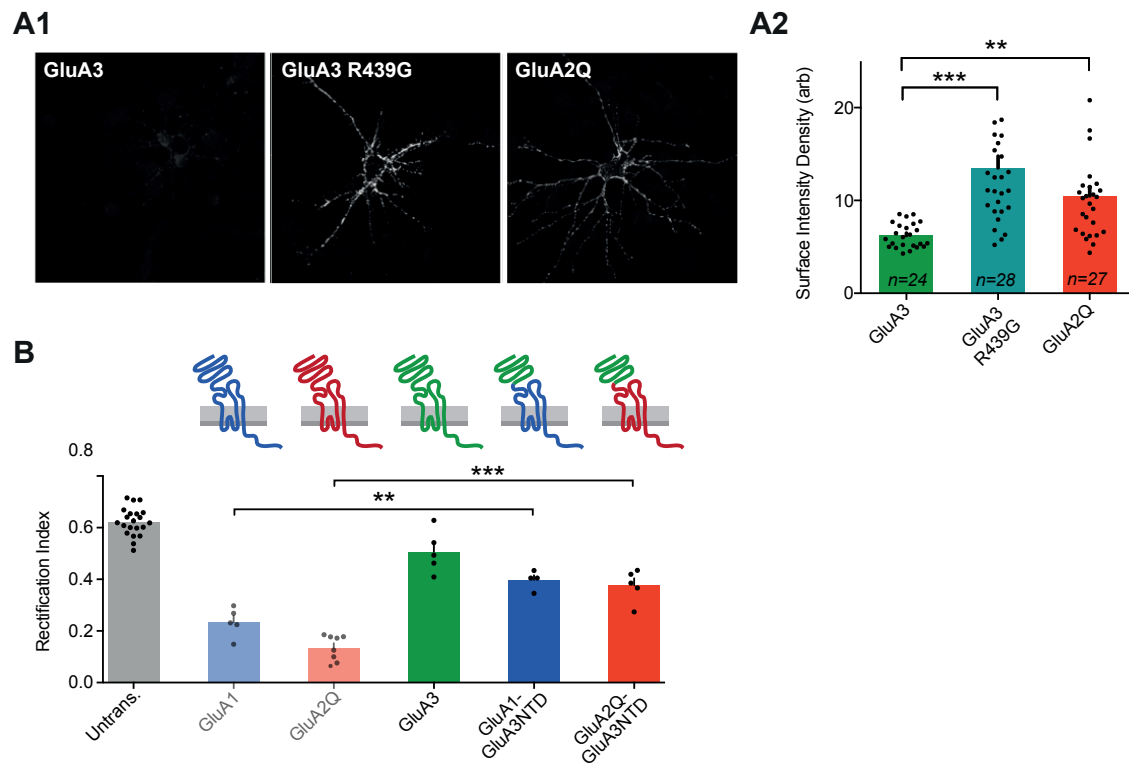 A1
GluA3
GluA3 R439G
GluA2Q
A2
**
***
Surface Intensity Density (arb)
20
10
0
n=24
n=28
n=27
GluA3
GluA3
R439G
GluA2Q
B
0.8
***
**
Rectification Index
0.6
0.4
0.2
0.0
Untrans.
GluA1
GluA2Q
GluA3
GluA1-
GluA3NTD
GluA2Q-
GluA3NTD